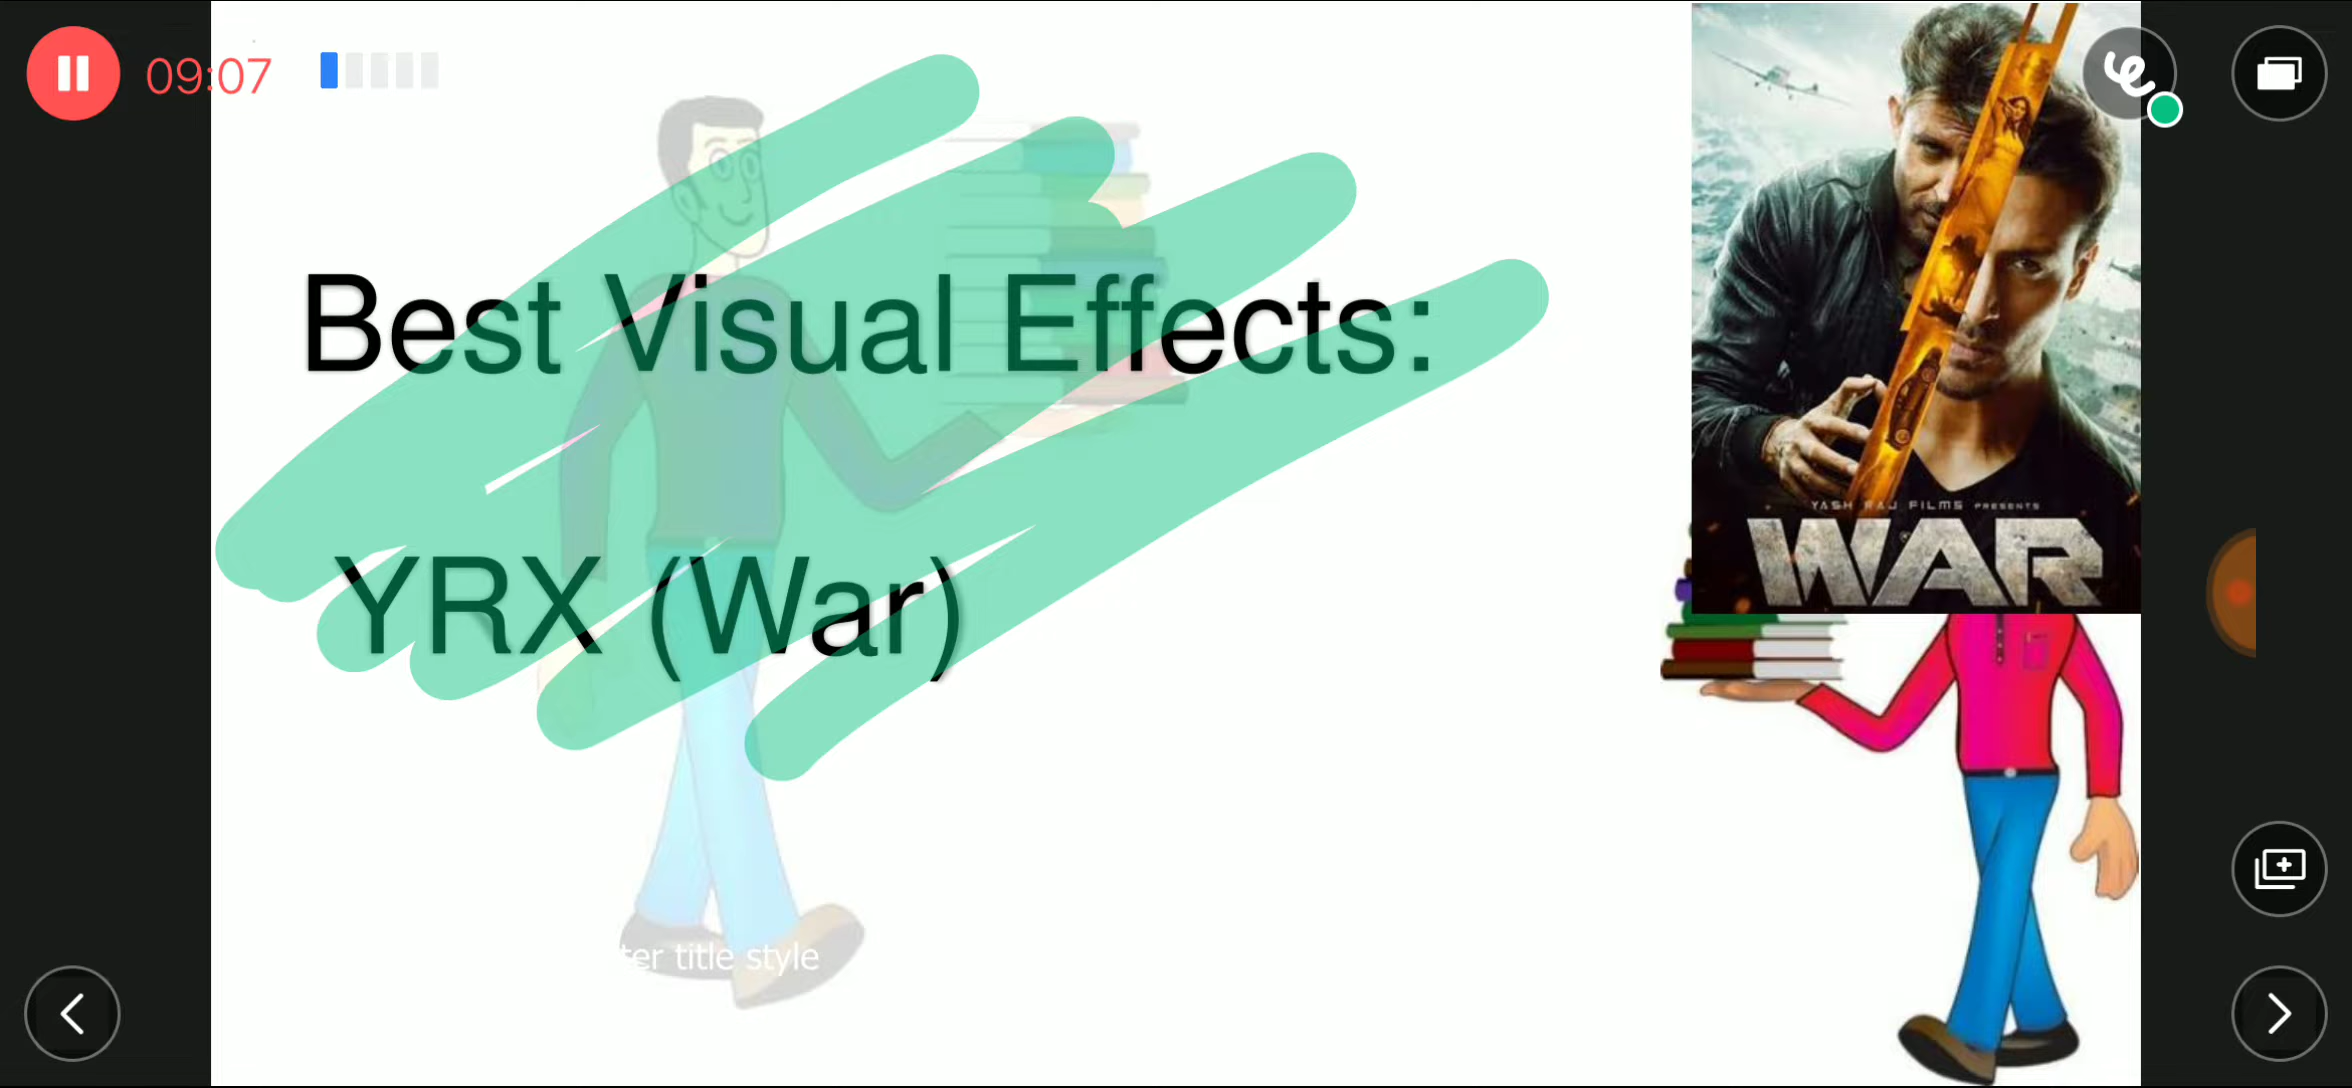 09:07
Best Visual Effects:
YRX (War)
YASH RAJ FILMS PRESENTS
WAR
ter title style